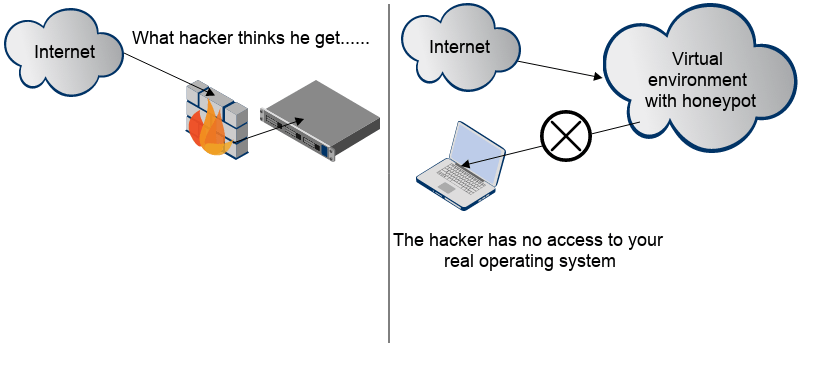 Internet
What hacker thinks he get......
Internet
Virtual
environment
with honeypot
The hacker has no access to your
real operating system